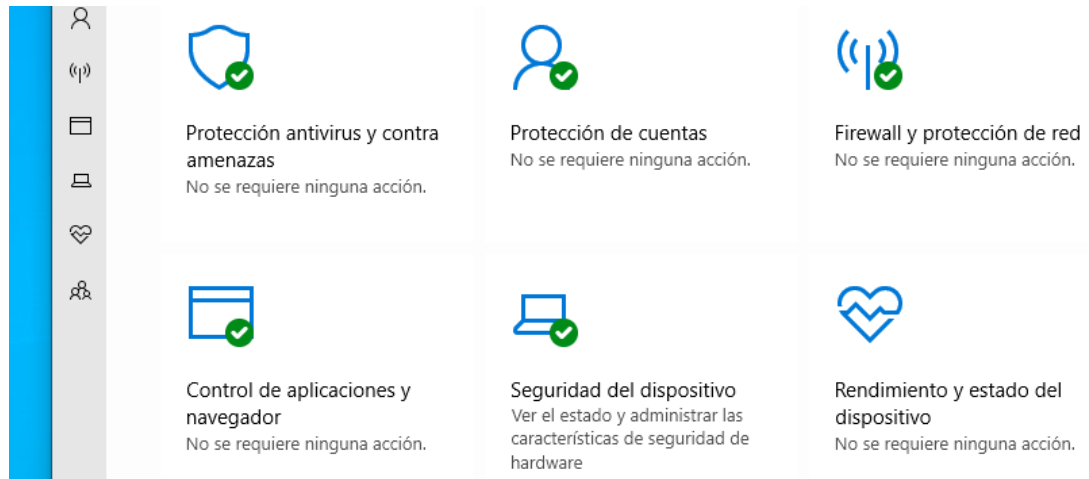 Protección antivirus y contra
amenazas
No se requiere ninguna acción.
Protección de cuentas
No se requiere ninguna acción.
Firewall y protección de red
No se requiere ninguna acción.
Control de aplicaciones y
navegador
No se requiere ninguna acción.
Seguridad del dispositivo
Ver el estado y administrar las
características de seguridad de
hardware
Rendimiento y estado del
dispositivo
No se requiere ninguna acción.